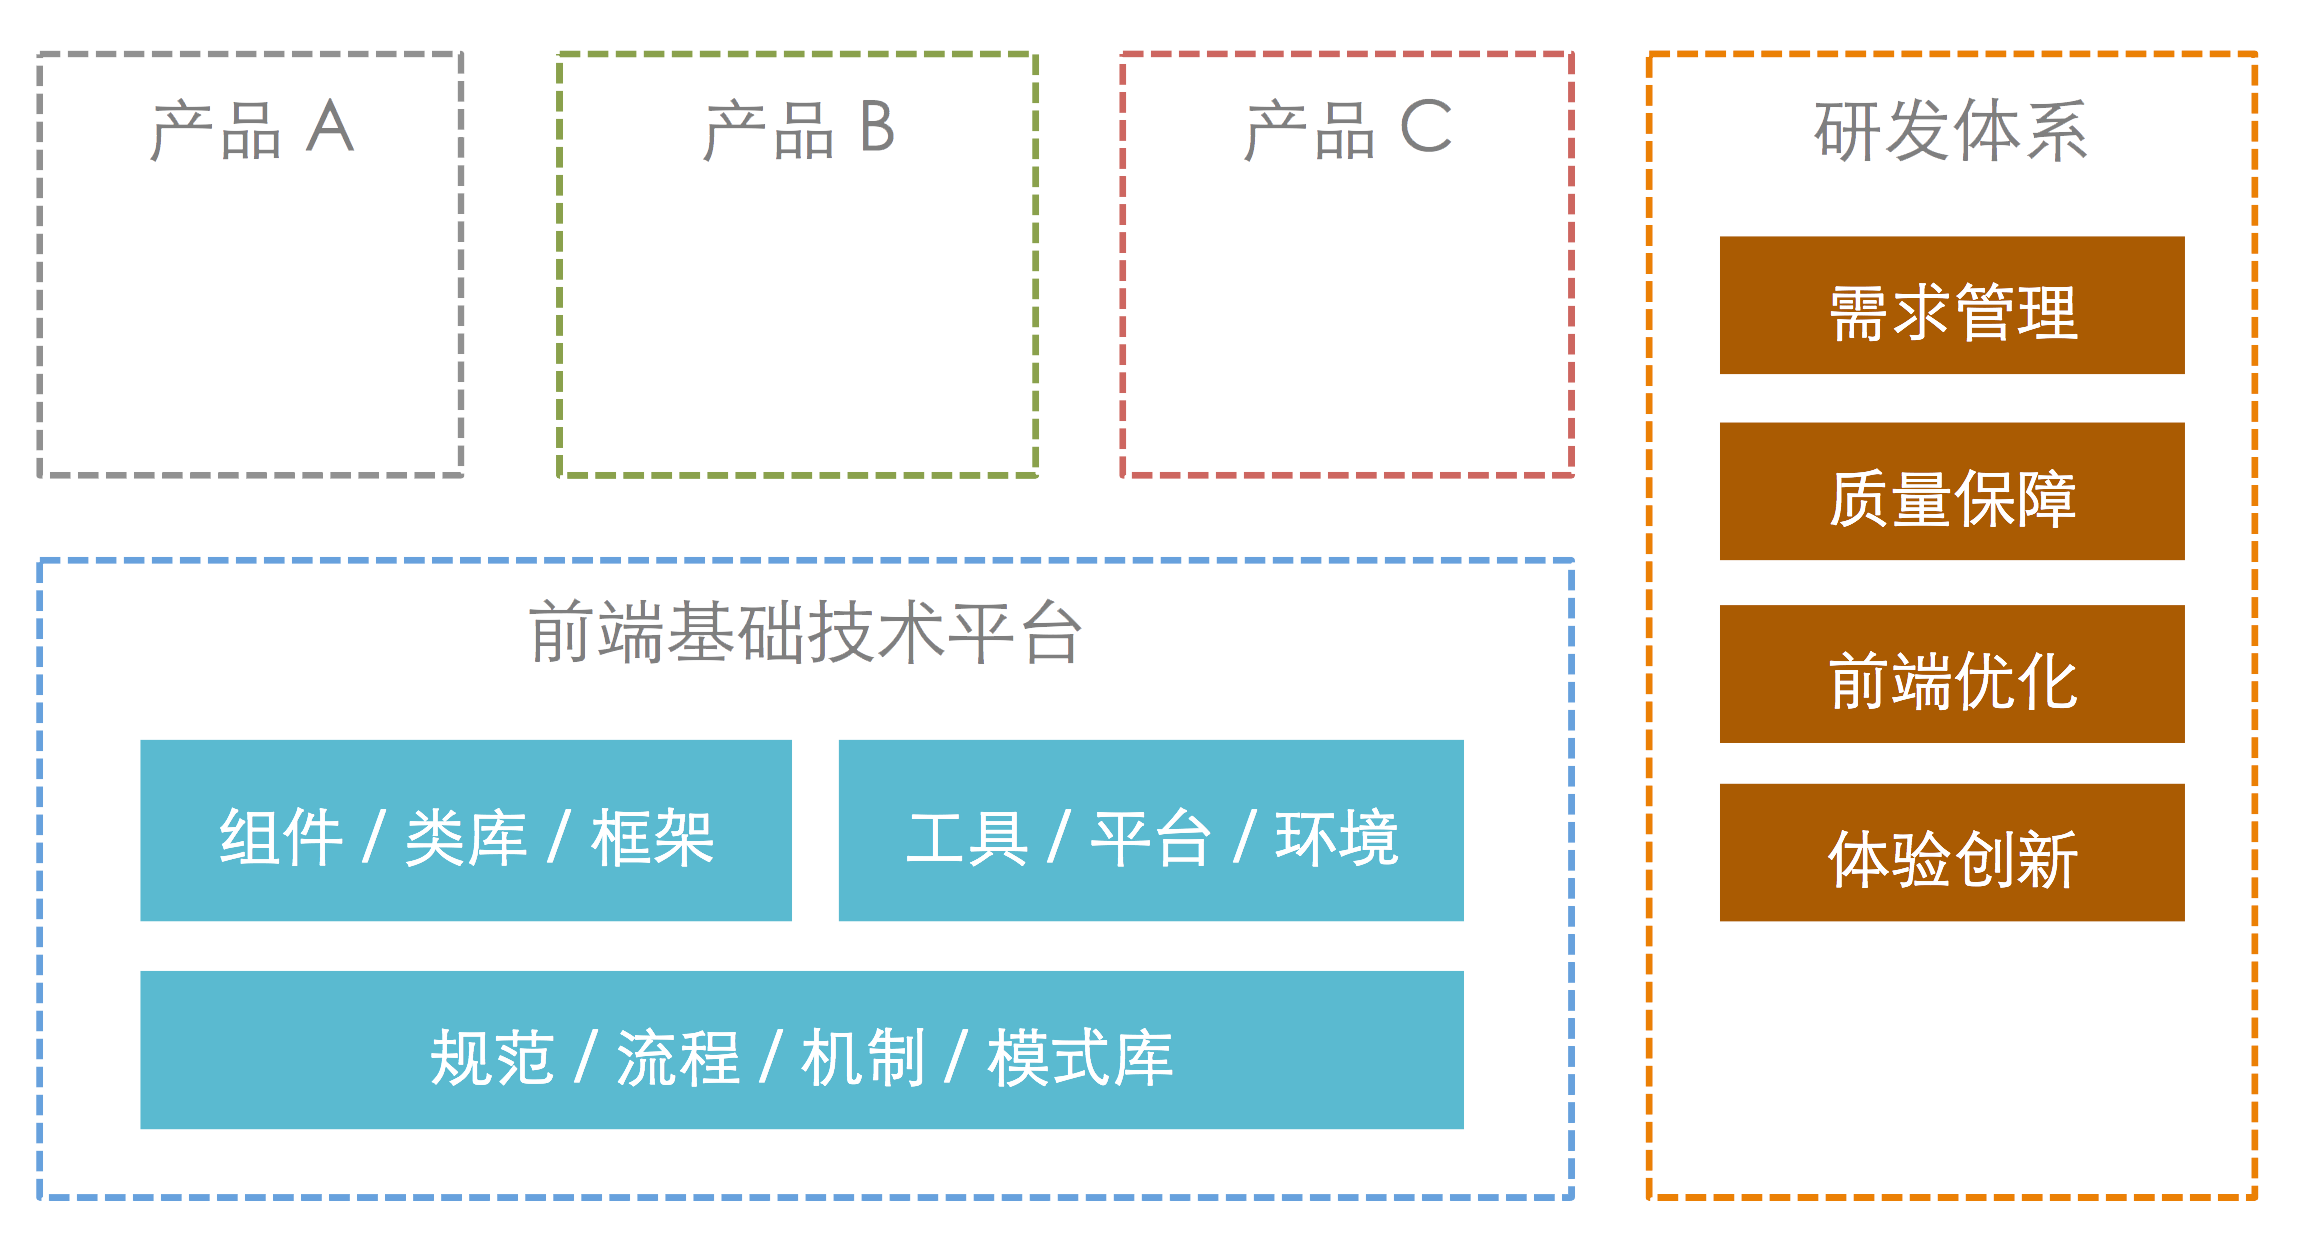 产品 A
产品 B
产品 C
研发体系
需求管理
质量保障
前端优化
体验创新
前端基础技术平台
组件 / 类库 / 框架
工具 / 平台 / 环境
规范 / 流程 / 机制 / 模式库